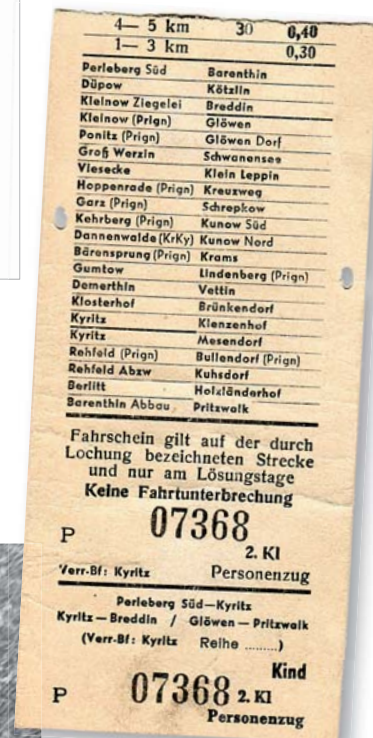 4— 5 km 30 0,40
1— 3 km 0,30
Perleberg Süd Barenthin
Düpow Kötzlin
Kleinow Ziegelei Breddin
Kleinow (Prign) Glöwen
Ponitz (Prign) Glöwen Dorf
Groß Werzin Schwanensee
Viesecke Klein Leppin
Hoppenrade (Prign) Kreuzweg
Garz (Prign) Schrepkow
Kehrberg (Prign) Kunow Süd
Dannenwalde (KrKy) Kunow Nord
Bärensprung (Prign) Krams
Gumtow Lindenberg (Prign)
Demerthin Vettin
Klosterhof Brünkendorf
Kyritz Klenzenhof
Kyritz Mesendorf
Rehfeld (Prign) Bullendorf (Prign)
Rehfeld Abzw Kuhsdorf
Berlitt Holzländerhof
Barenthin Abbau Pritzwalk
Fahrschein gilt auf der durch
Lochung bezeichneten Strecke
und nur am Lösungstage
Keine Fahrtunterbrechung
P 07368
2. Kl
Verr-Bf: Kyritz Personenzug
Perleberg Süd—Kyritz
Kyritz—Breddin / Glöwen—Pritzwalk
(Verr-Bf: Kyritz Reihe ........)
Kind
P 07368 2. Kl
Personenzug